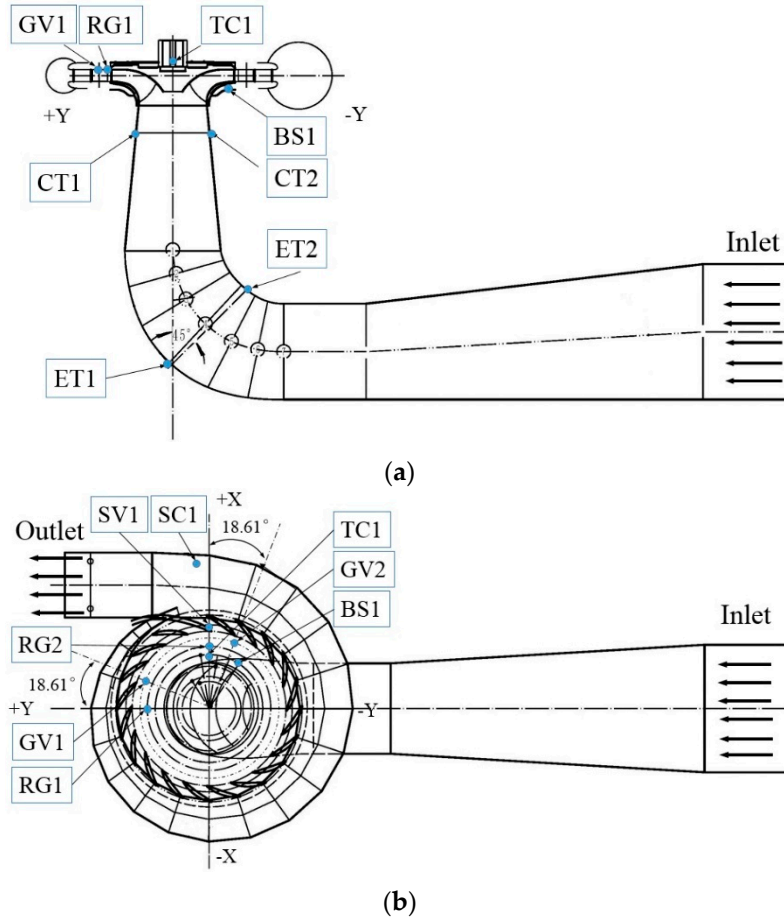 GV1 RG1 TC1
+Y -Y
BS1
CT1 CT2
ET2
Inlet
45°
ET1
(a)
+X
SV1 SC1 18.61° TC1
Outlet
GV2
BS1
RG2 Inlet
18.61°
+Y -Y
GV1
RG1
-X
(b)